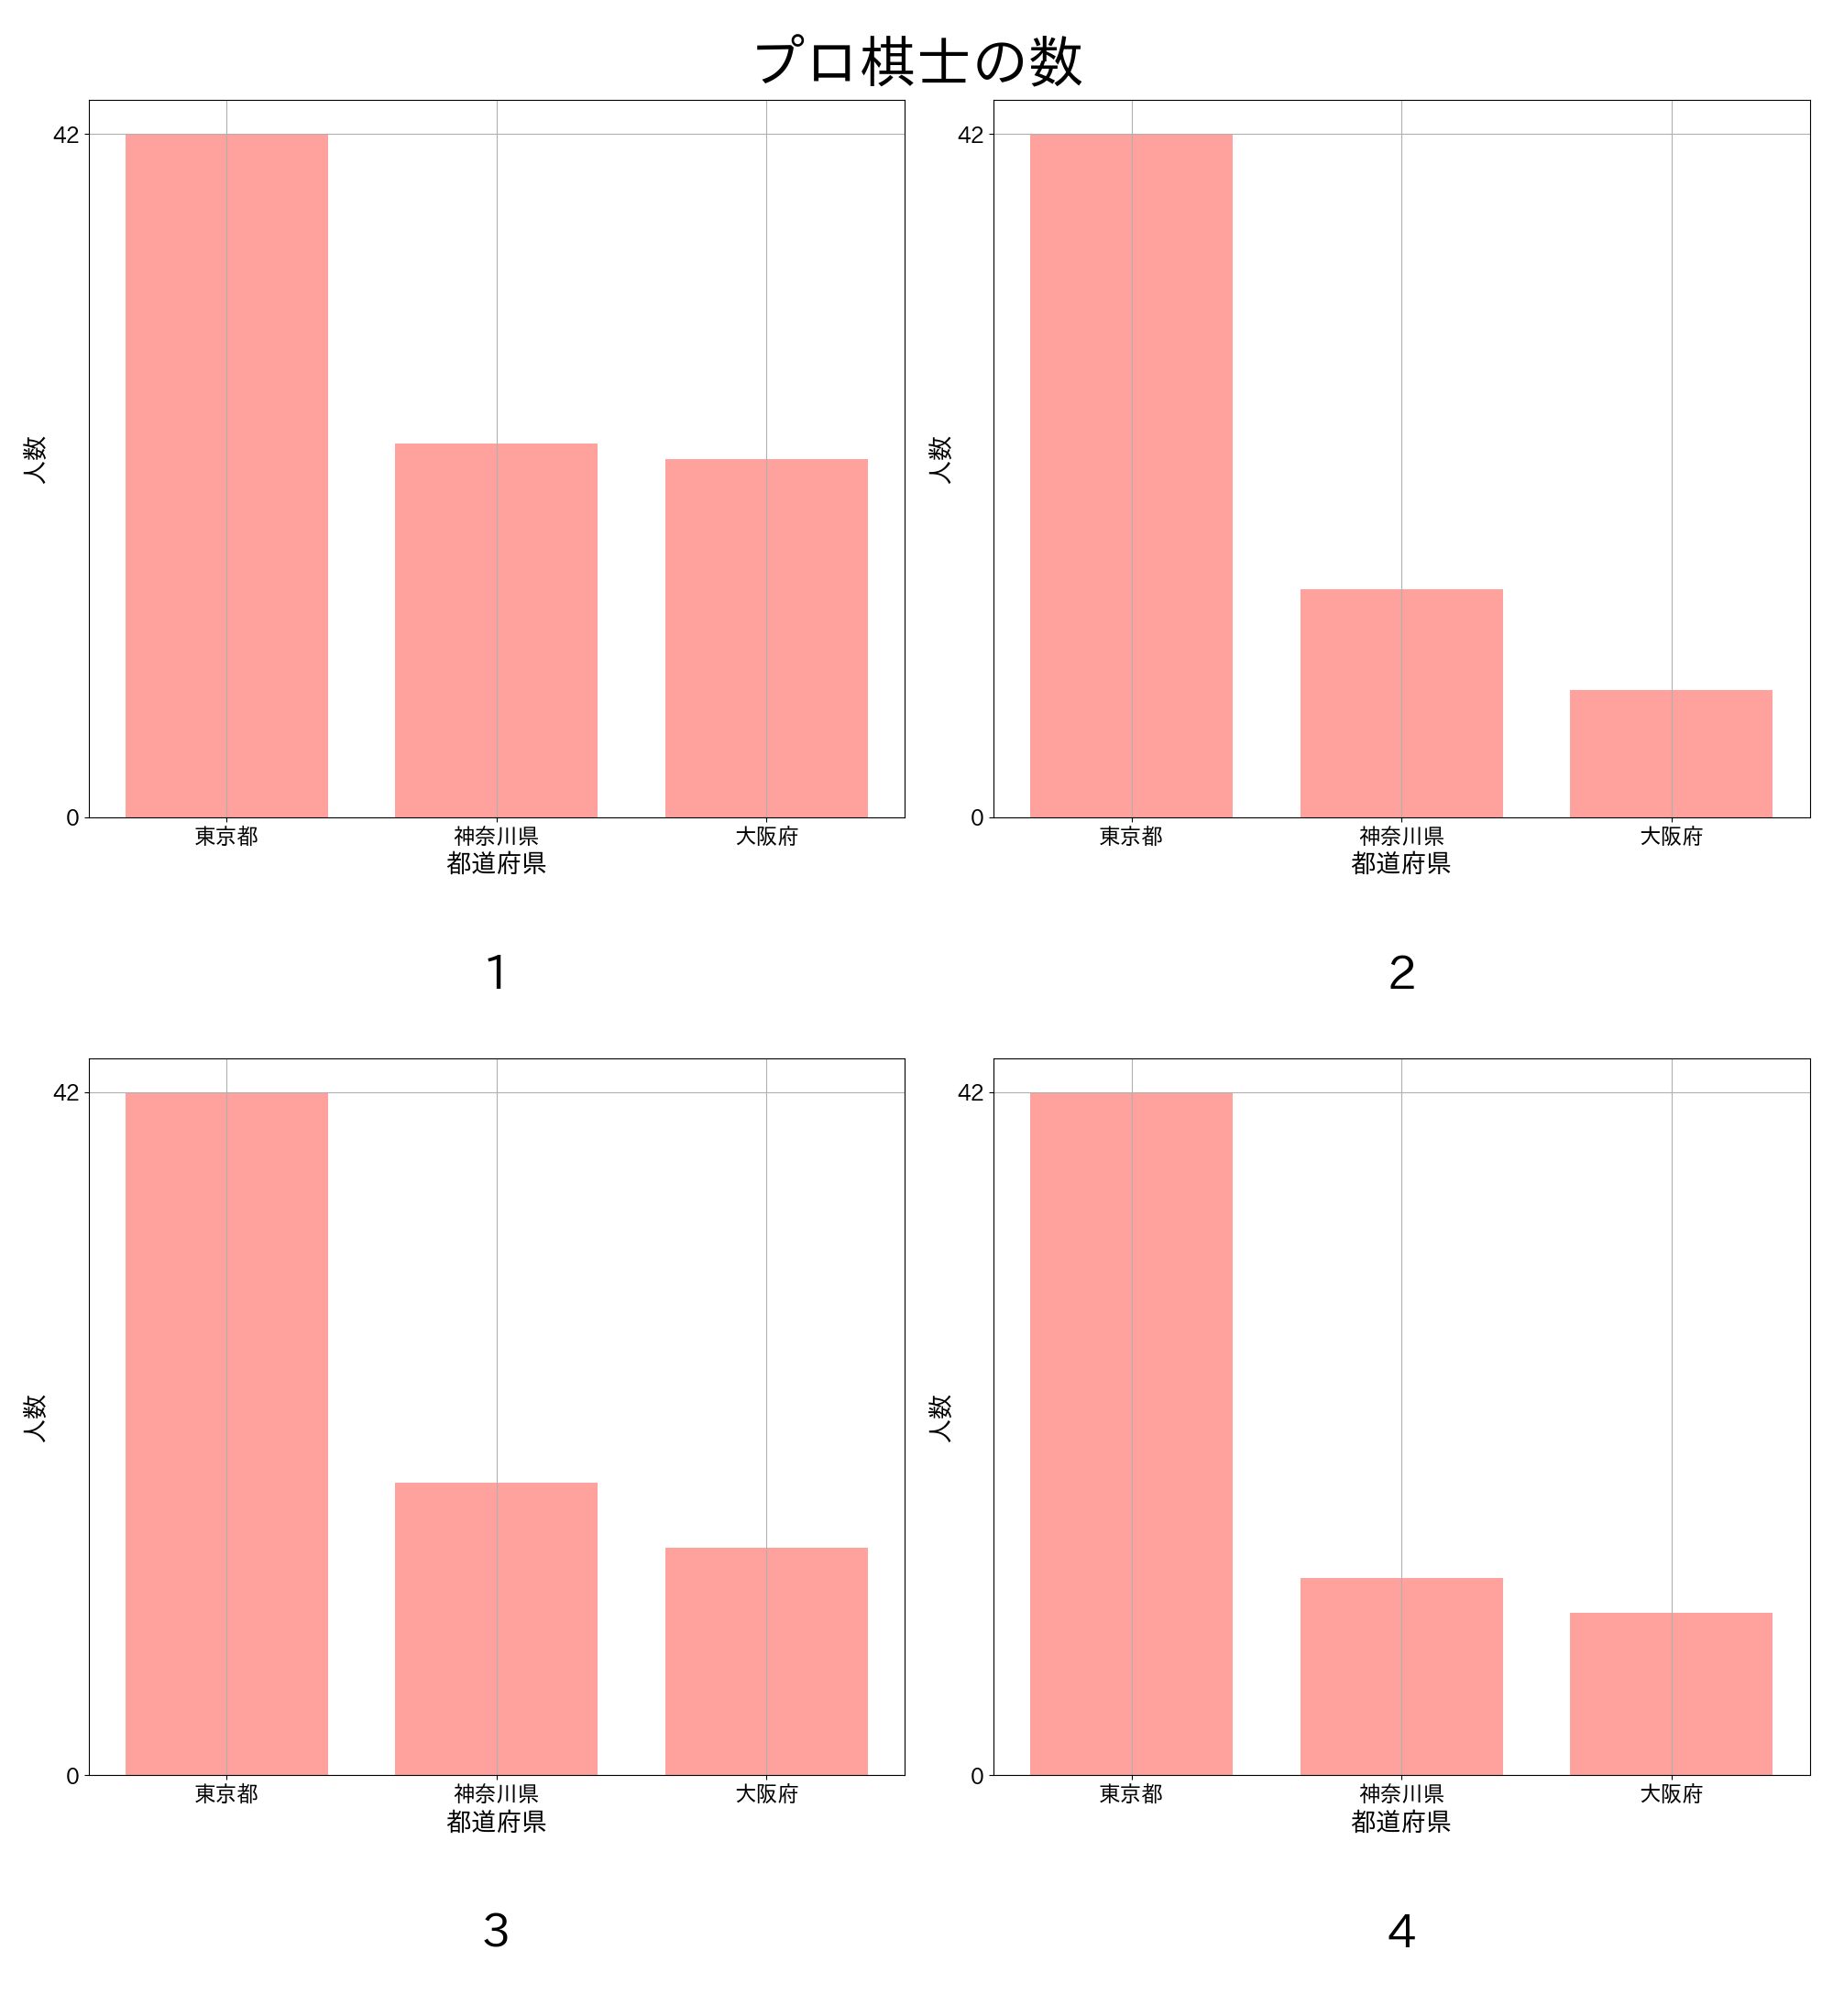 プロ棋士の数
42
0
人数
東京都 神奈川県 大阪府
都道府県
1
42
0
人数
東京都 神奈川県 大阪府
都道府県
2
42
0
人数
東京都 神奈川県 大阪府
都道府県
3
42
0
人数
東京都 神奈川県 大阪府
都道府県
4